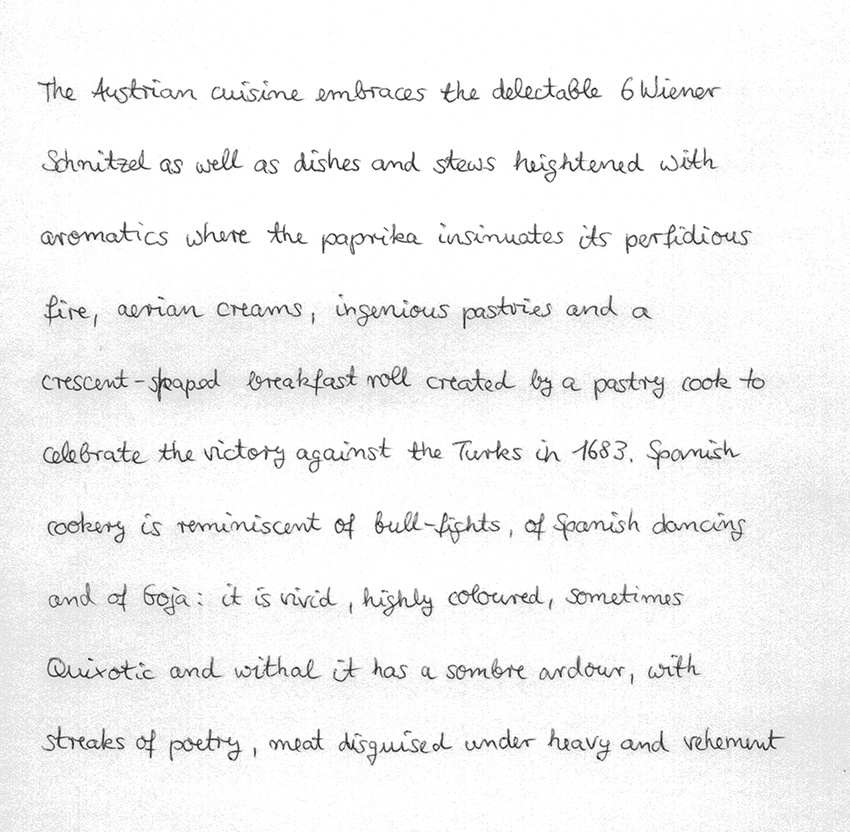 The Austrian cuisine embraces the delectable 6 Wiener
Schnitzel as well as dishes and stews heightened with
aromatics where the paprika insinuates its perfidious
fire, aerian creams, ingenious pastries and a
crescent-shaped breakfast roll created by a pastry cook to
celebrate the victory against the Turks in 1683. Spanish
cookery is reminiscent of bull-fights, of Spanish dancing
and of Goja: it is vivid, highly coloured, sometimes
Quixotic and withal it has a sombre ardour, with
streaks of poetry, meat disguised under heavy and vehement